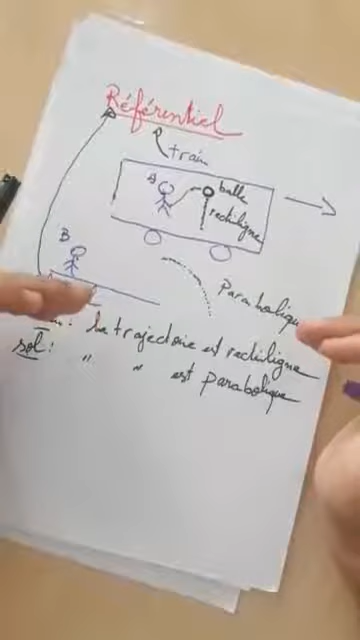 Référentiel
train
A
balle
rectiligne
B
Parabolique
la trajectoire est rectiligne
sol : " " est parabolique